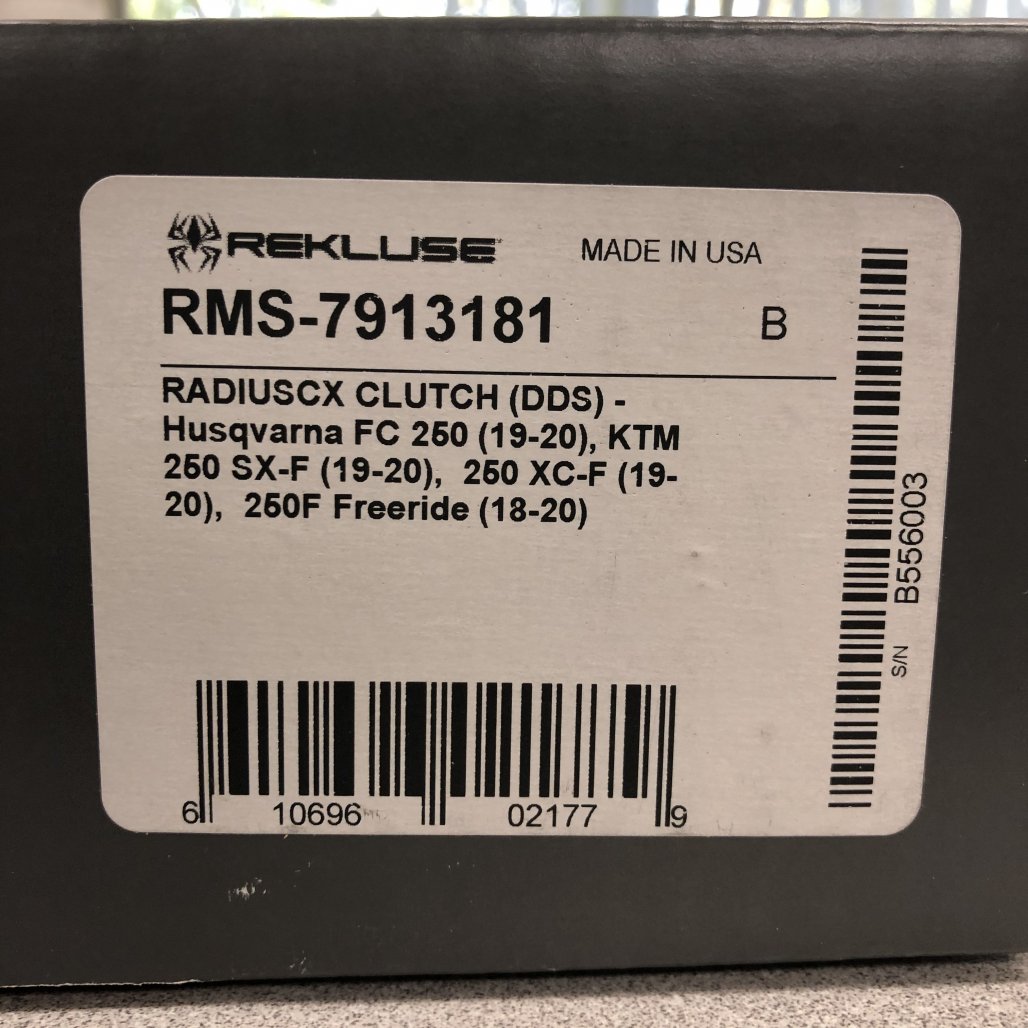 REKLUSE
MADE IN USA
RMS-7913181
B
RADIUSCX CLUTCH (DDS) -
Husqvarna FC 250 (19-20), KTM
250 SX-F (19-20), 250 XC-F (19-
20), 250F Freeride (18-20)
S/N B556003
6 10696 02177 9